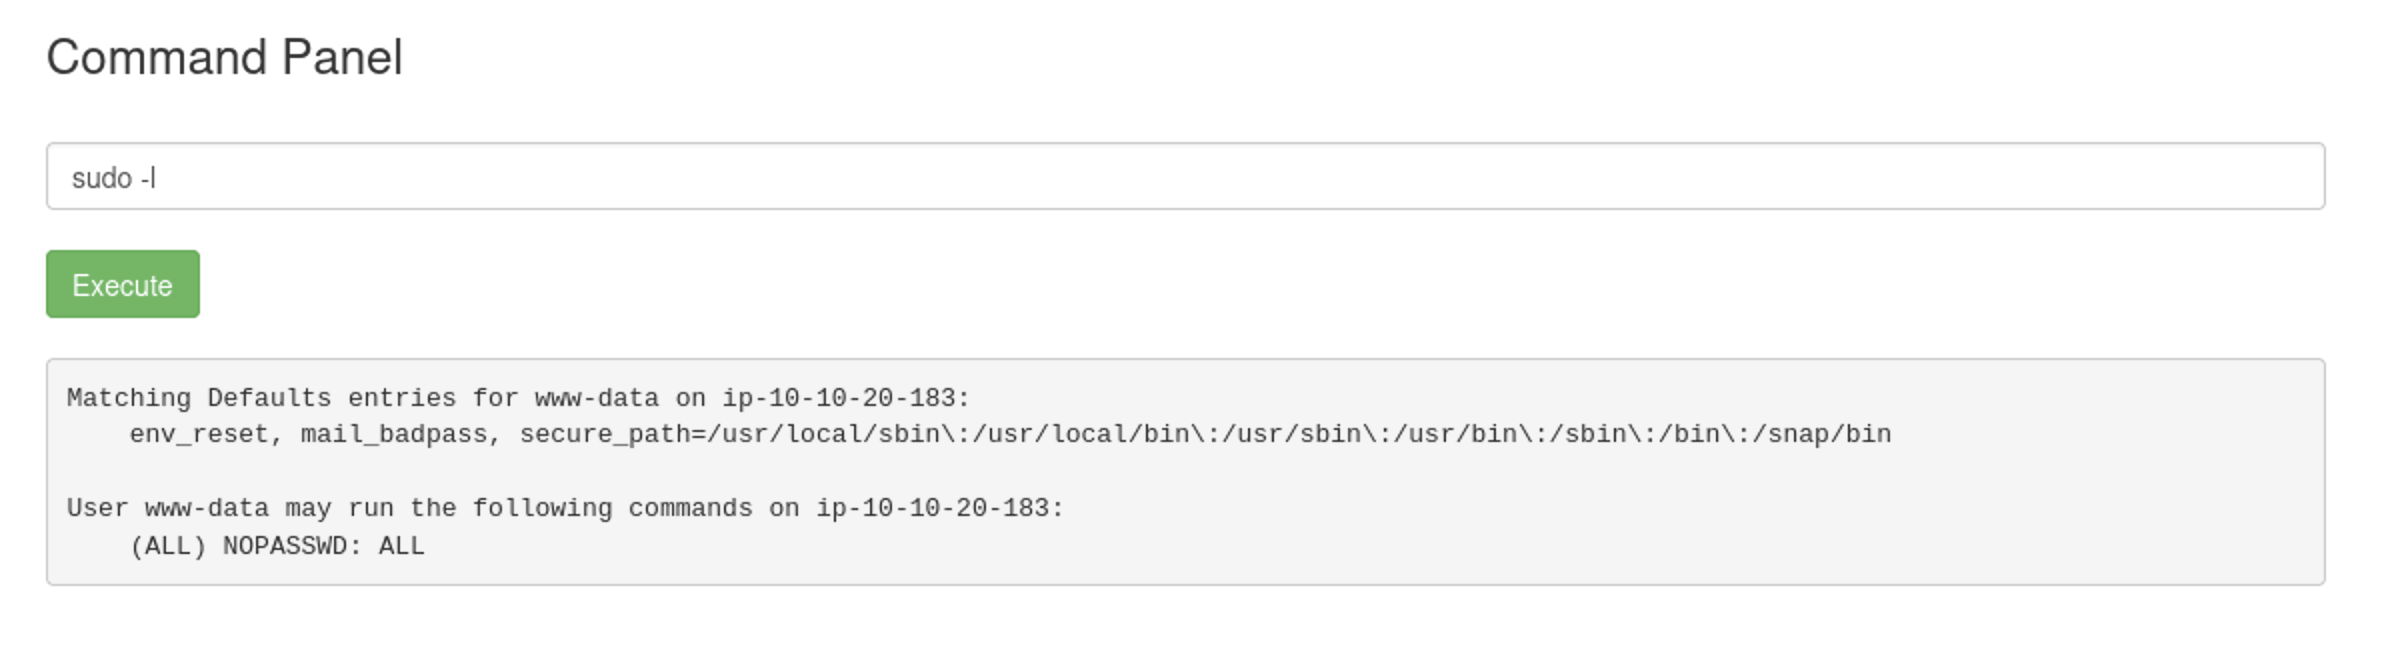 Command Panel
sudo -l
Execute
Matching Defaults entries for www-data on ip-10-10-20-183:
    env_reset, mail_badpass, secure_path=/usr/local/sbin\:/usr/local/bin\:/usr/sbin\:/usr/bin\:/sbin\:/bin\:/snap/bin
User www-data may run the following commands on ip-10-10-20-183:
    (ALL) NOPASSWD: ALL